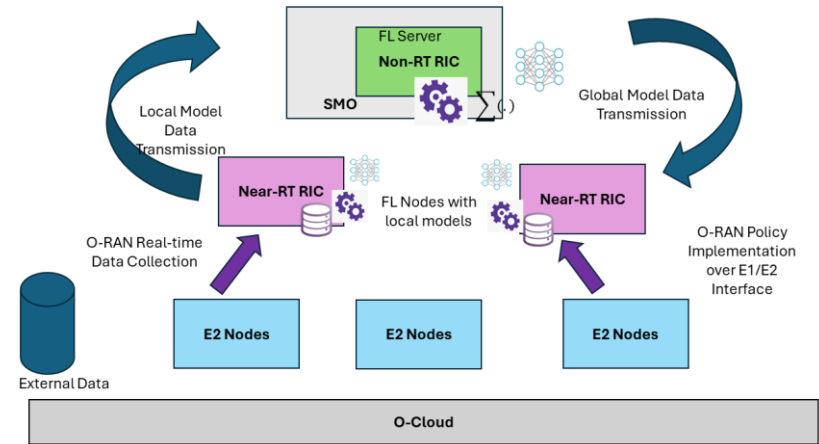 FL Server
Non-RT RIC
SMO
∑(.)
Local Model
Data
Transmission
Global Model Data
Transmission
Near-RT RIC
FL Nodes with
local models
Near-RT RIC
O-RAN Real-time
Data Collection
O-RAN Policy
Implementation
over E1/E2
Interface
E2 Nodes
E2 Nodes
E2 Nodes
External Data
O-Cloud